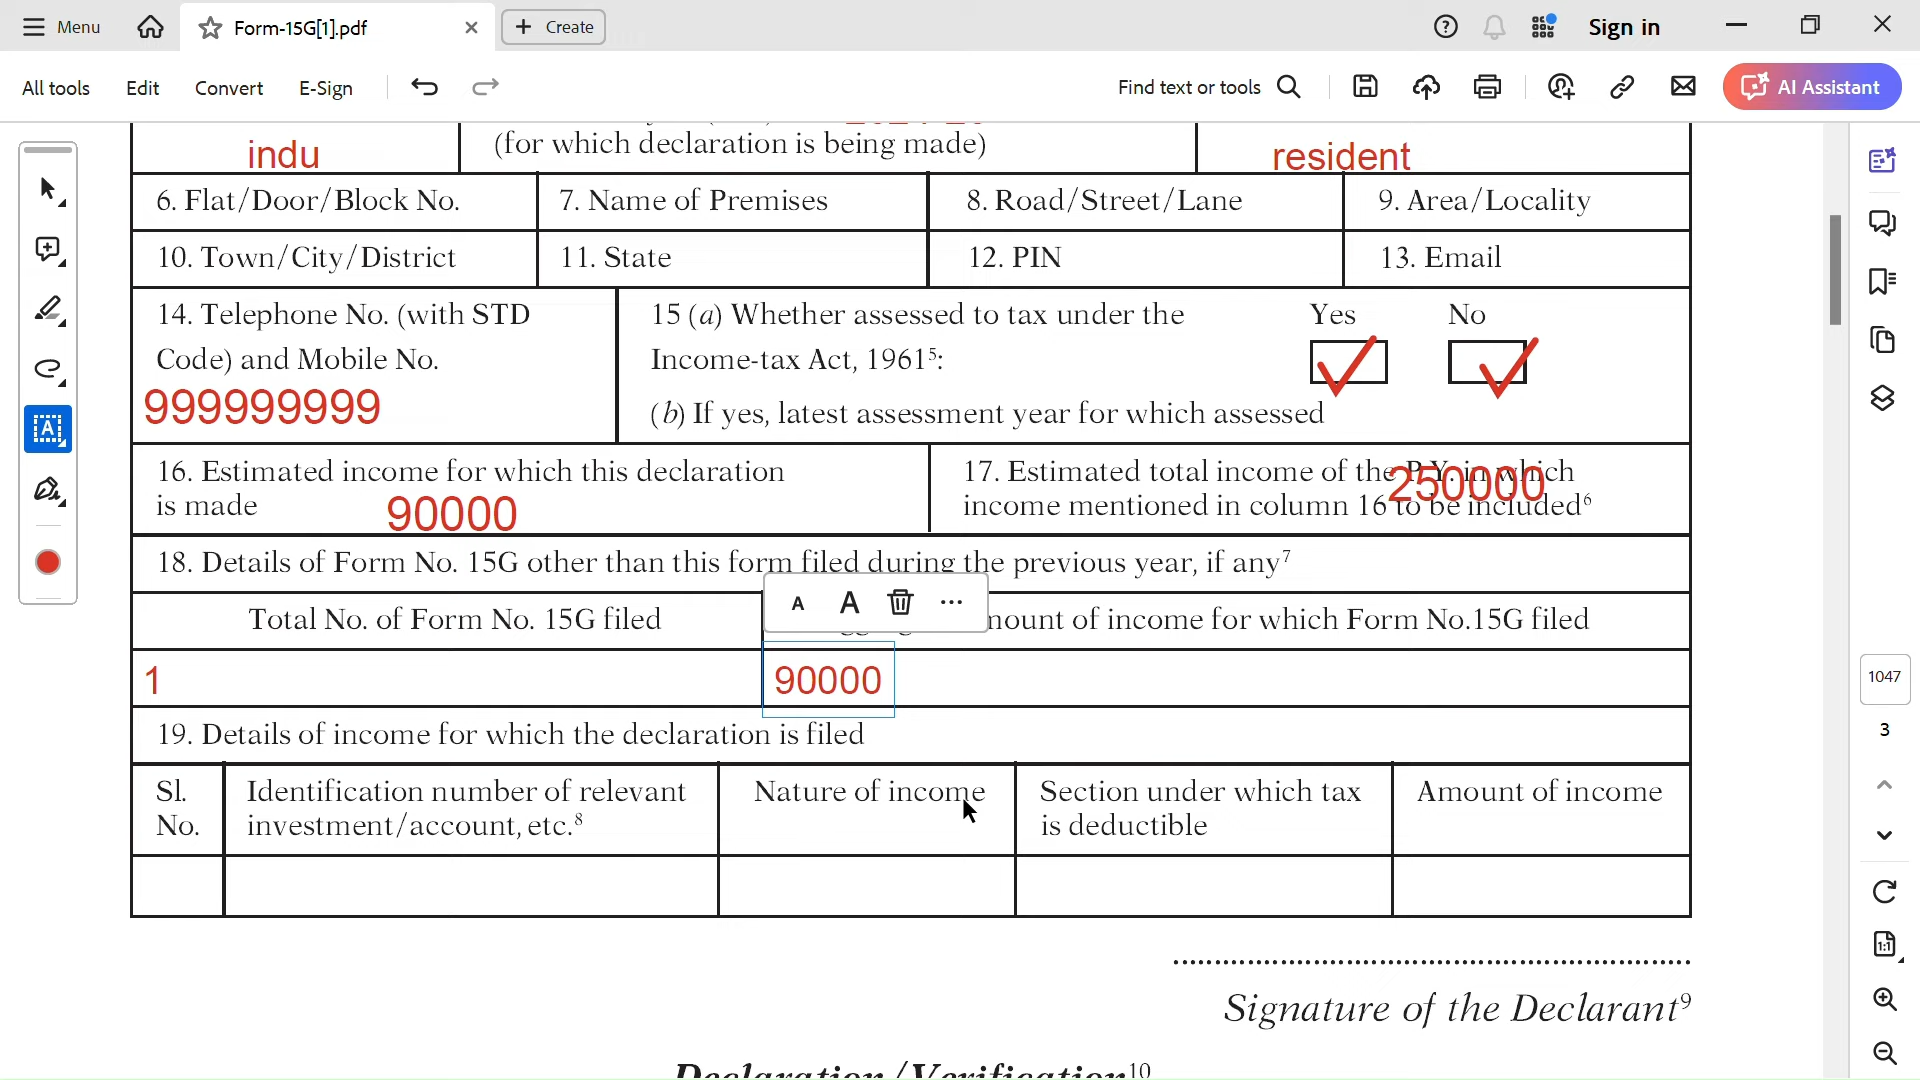 Menu
Form-15G[1].pdf
Create
Sign in
All tools
Edit
Convert
E-Sign
Find text or tools
AI Assistant
(for which declaration is being made)
indu
resident
6. Flat/Door/Block No.
7. Name of Premises
8. Road/Street/Lane
9. Area/Locality
10. Town/City/District
11. State
12. PIN
13. Email
14. Telephone No. (with STD
Code) and Mobile No.
999999999
15 (a) Whether assessed to tax under the
Income-tax Act, 1961⁵:
Yes
No
(b) If yes, latest assessment year for which assessed
16. Estimated income for which this declaration
is made
90000
17. Estimated total income of the P.Y. in which
income mentioned in column 16 to be included⁶
250000
18. Details of Form No. 15G other than this form filed during the previous year, if any⁷
Total No. of Form No. 15G filed
amount of income for which Form No.15G filed
1
90000
19. Details of income for which the declaration is filed
Sl.
No.
Identification number of relevant
investment/account, etc.⁸
Nature of income
Section under which tax
is deductible
Amount of income
Signature of the Declarant⁹
Declaration/Verification¹⁰
1047
3